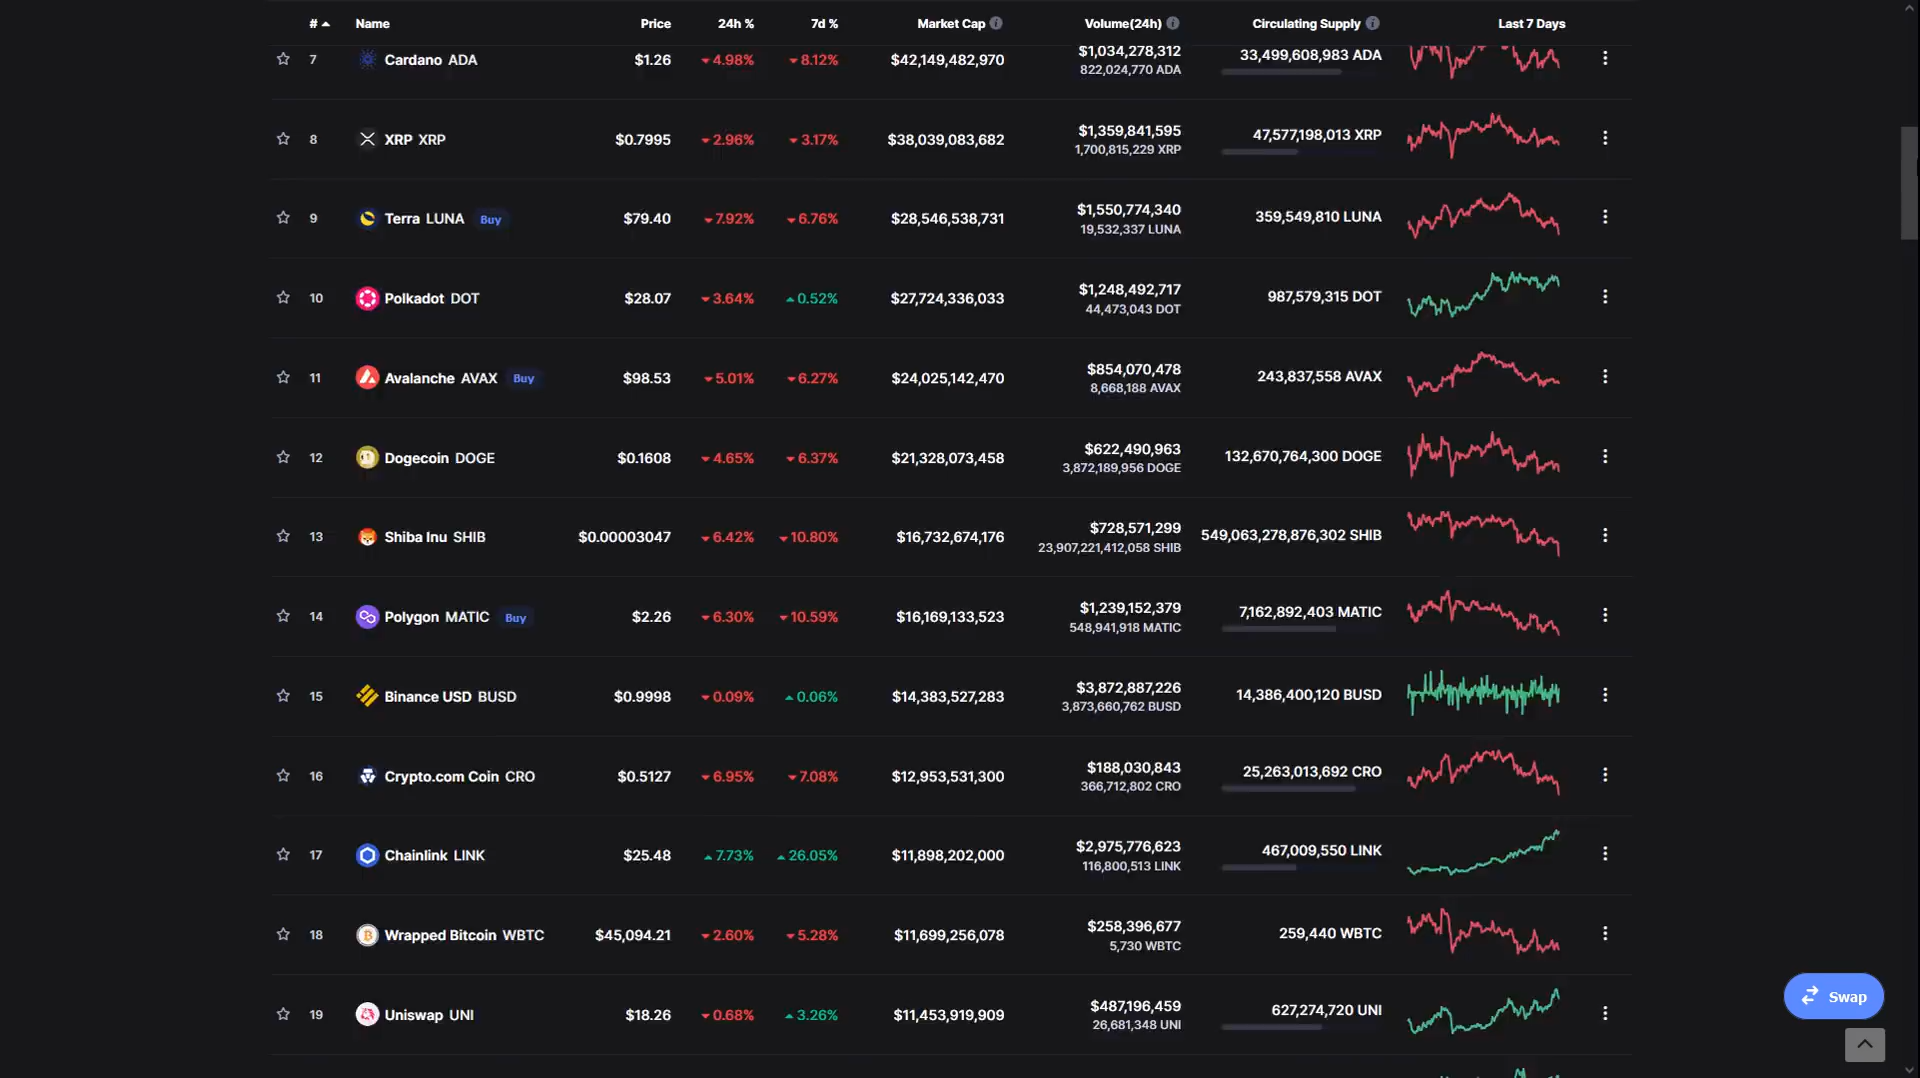 # Name Price 24h % 7d % Market Cap Volume(24h) Circulating Supply Last 7 Days
7 Cardano ADA $1.26 4.98% 8.12% $42,149,482,970 $1,034,278,312 33,499,608,983 ADA
822,024,770 ADA
8 XRP XRP $0.7995 2.96% 3.17% $38,039,083,682 $1,359,841,595 47,577,198,013 XRP
1,700,815,229 XRP
9 Terra LUNA Buy $79.40 7.92% 6.76% $28,546,538,731 $1,550,774,340 359,549,810 LUNA
19,532,337 LUNA
10 Polkadot DOT $28.07 3.64% 0.52% $27,724,336,033 $1,248,492,717 987,579,315 DOT
44,473,043 DOT
11 Avalanche AVAX Buy $98.53 5.01% 6.27% $24,025,142,470 $854,070,478 243,837,558 AVAX
8,668,188 AVAX
12 Dogecoin DOGE $0.1608 4.65% 6.37% $21,328,073,458 $622,490,963 132,670,764,300 DOGE
3,872,189,956 DOGE
13 Shiba Inu SHIB $0.00003047 6.42% 10.80% $16,732,674,176 $728,571,299 549,063,278,876,302 SHIB
23,907,221,412,058 SHIB
14 Polygon MATIC Buy $2.26 6.30% 10.59% $16,169,133,523 $1,239,152,379 7,162,892,403 MATIC
548,941,918 MATIC
15 Binance USD BUSD $0.9998 0.09% 0.06% $14,383,527,283 $3,872,887,226 14,386,400,120 BUSD
3,873,660,762 BUSD
16 Crypto.com Coin CRO $0.5127 6.95% 7.08% $12,953,531,300 $188,030,843 25,263,013,692 CRO
366,712,802 CRO
17 Chainlink LINK $25.48 7.73% 26.05% $11,898,202,000 $2,975,776,623 467,009,550 LINK
116,800,513 LINK
18 Wrapped Bitcoin WBTC $45,094.21 2.60% 5.28% $11,699,256,078 $258,396,677 259,440 WBTC
5,730 WBTC
19 Uniswap UNI $18.26 0.68% 3.26% $11,453,919,909 $487,196,459 627,274,720 UNI
26,681,348 UNI
Swap